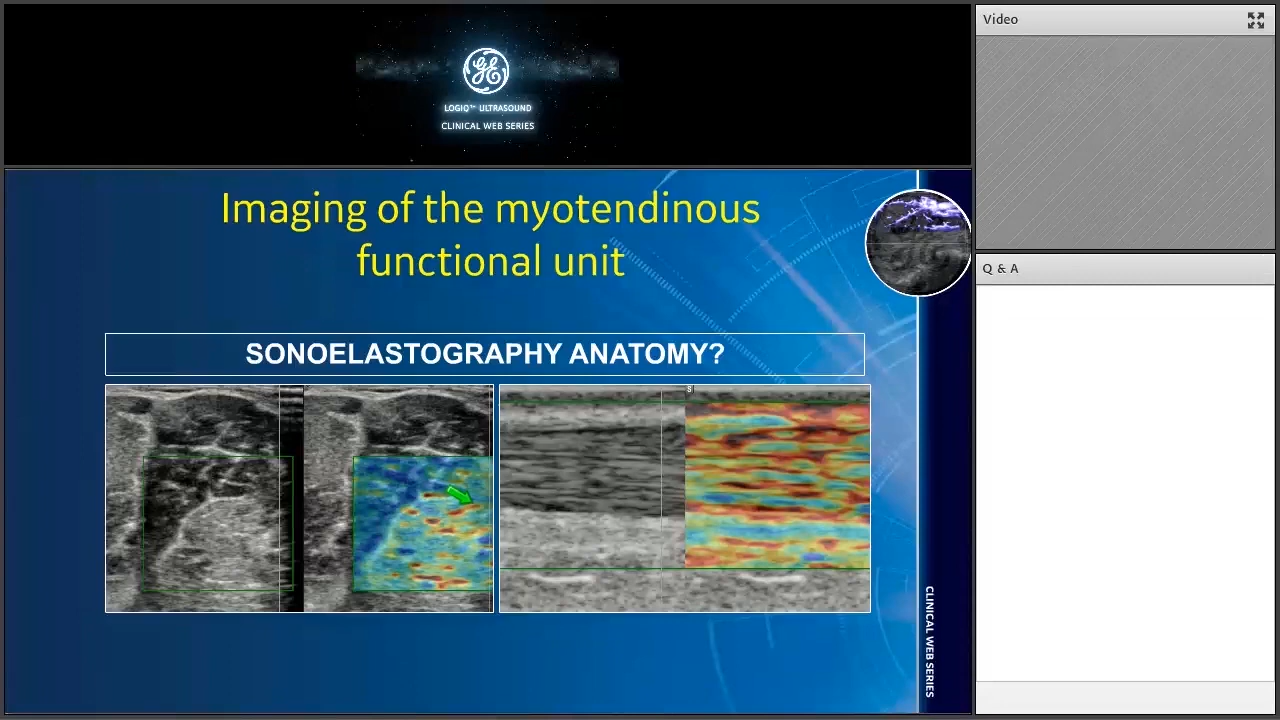 LOGIQ™ ULTRASOUND
CLINICAL WEB SERIES
Imaging of the myotendinous
functional unit
SONOELASTOGRAPHY ANATOMY?
S
CLINICAL WEB SERIES
Video
Q & A